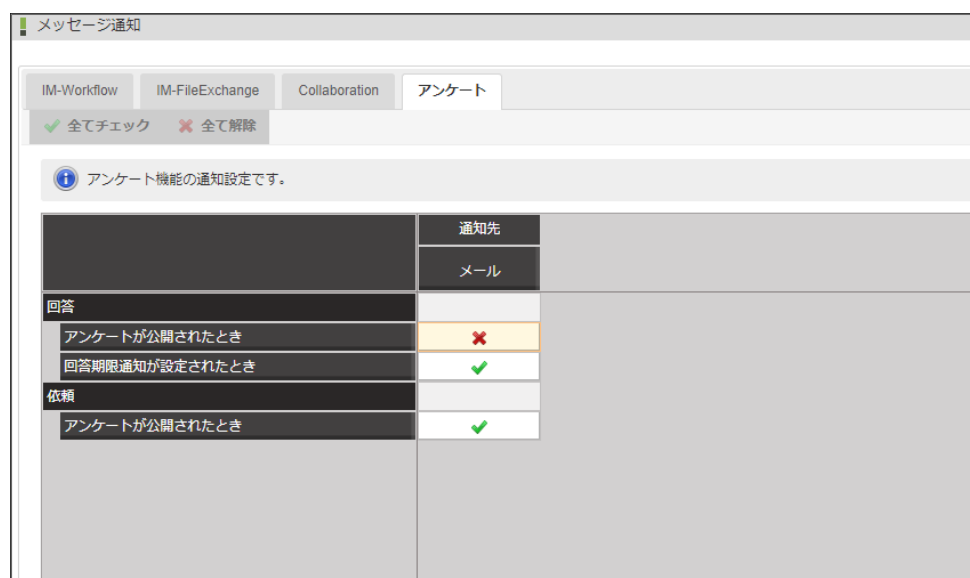 メッセージ通知
IM-Workflow IM-FileExchange Collaboration アンケート
全てチェック 全て解除
アンケート機能の通知設定です。
通知先
メール
回答
アンケートが公開されたとき
回答期限通知が設定されたとき
依頼
アンケートが公開されたとき